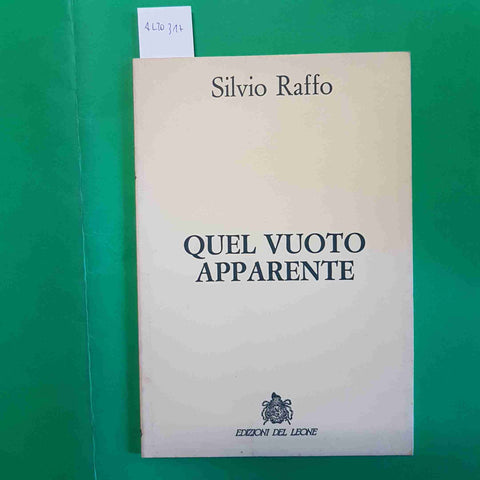 Silvio Raffo
QUEL VUOTO
APPARENTE
EDIZIONI DEL LEONE